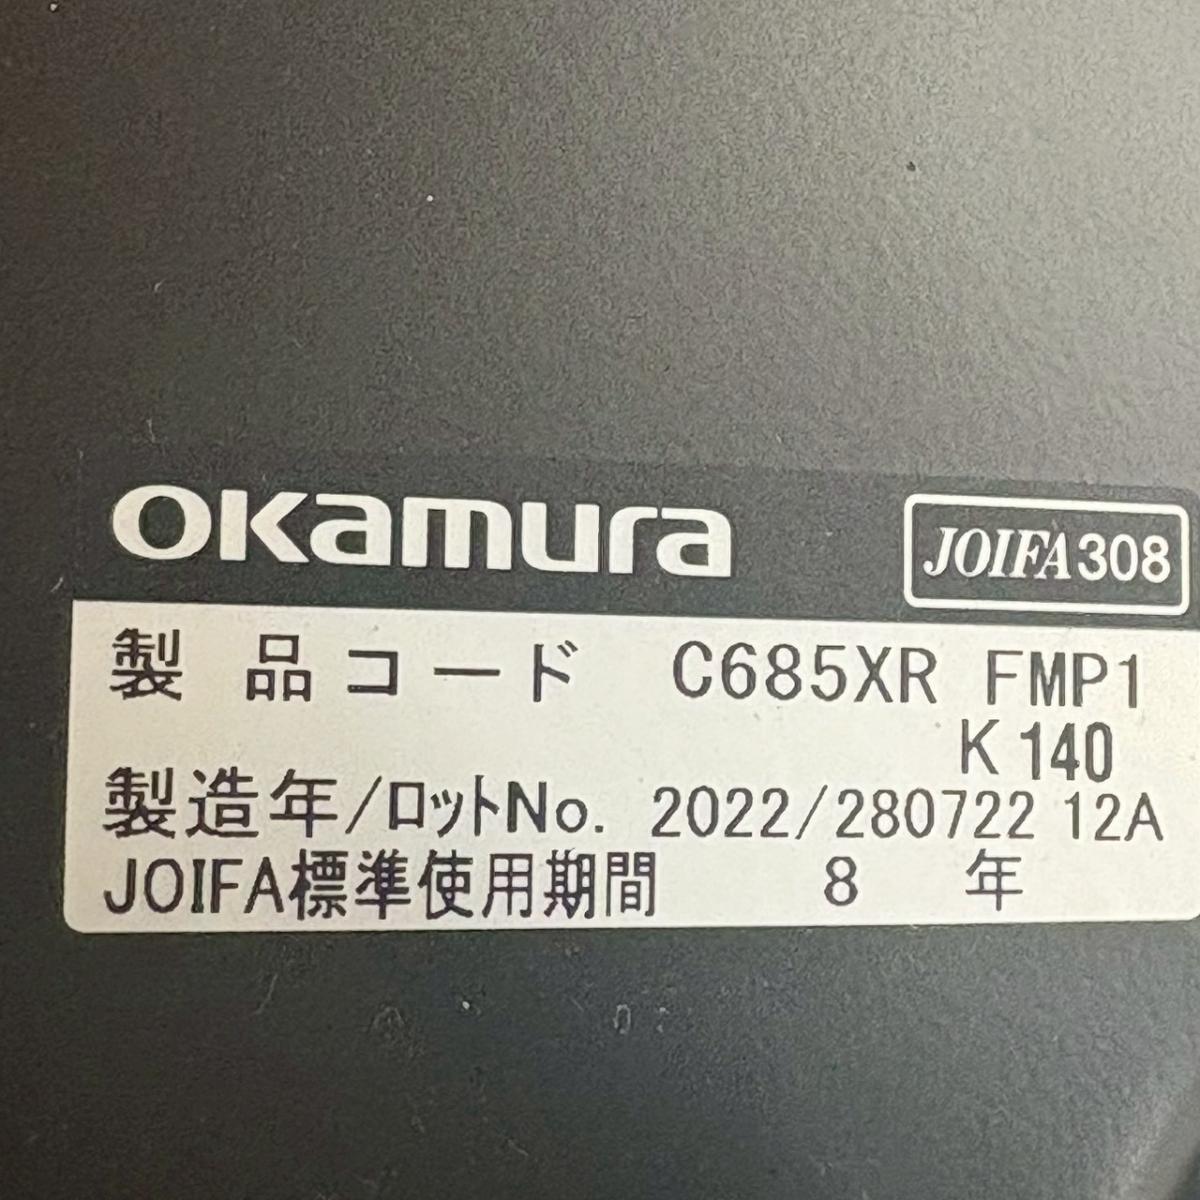 okamura JOIFA308
製品コード C685XR FMP1
K140
製造年/ロットNo. 2022/280722 12A
JOIFA標準使用期間 8 年